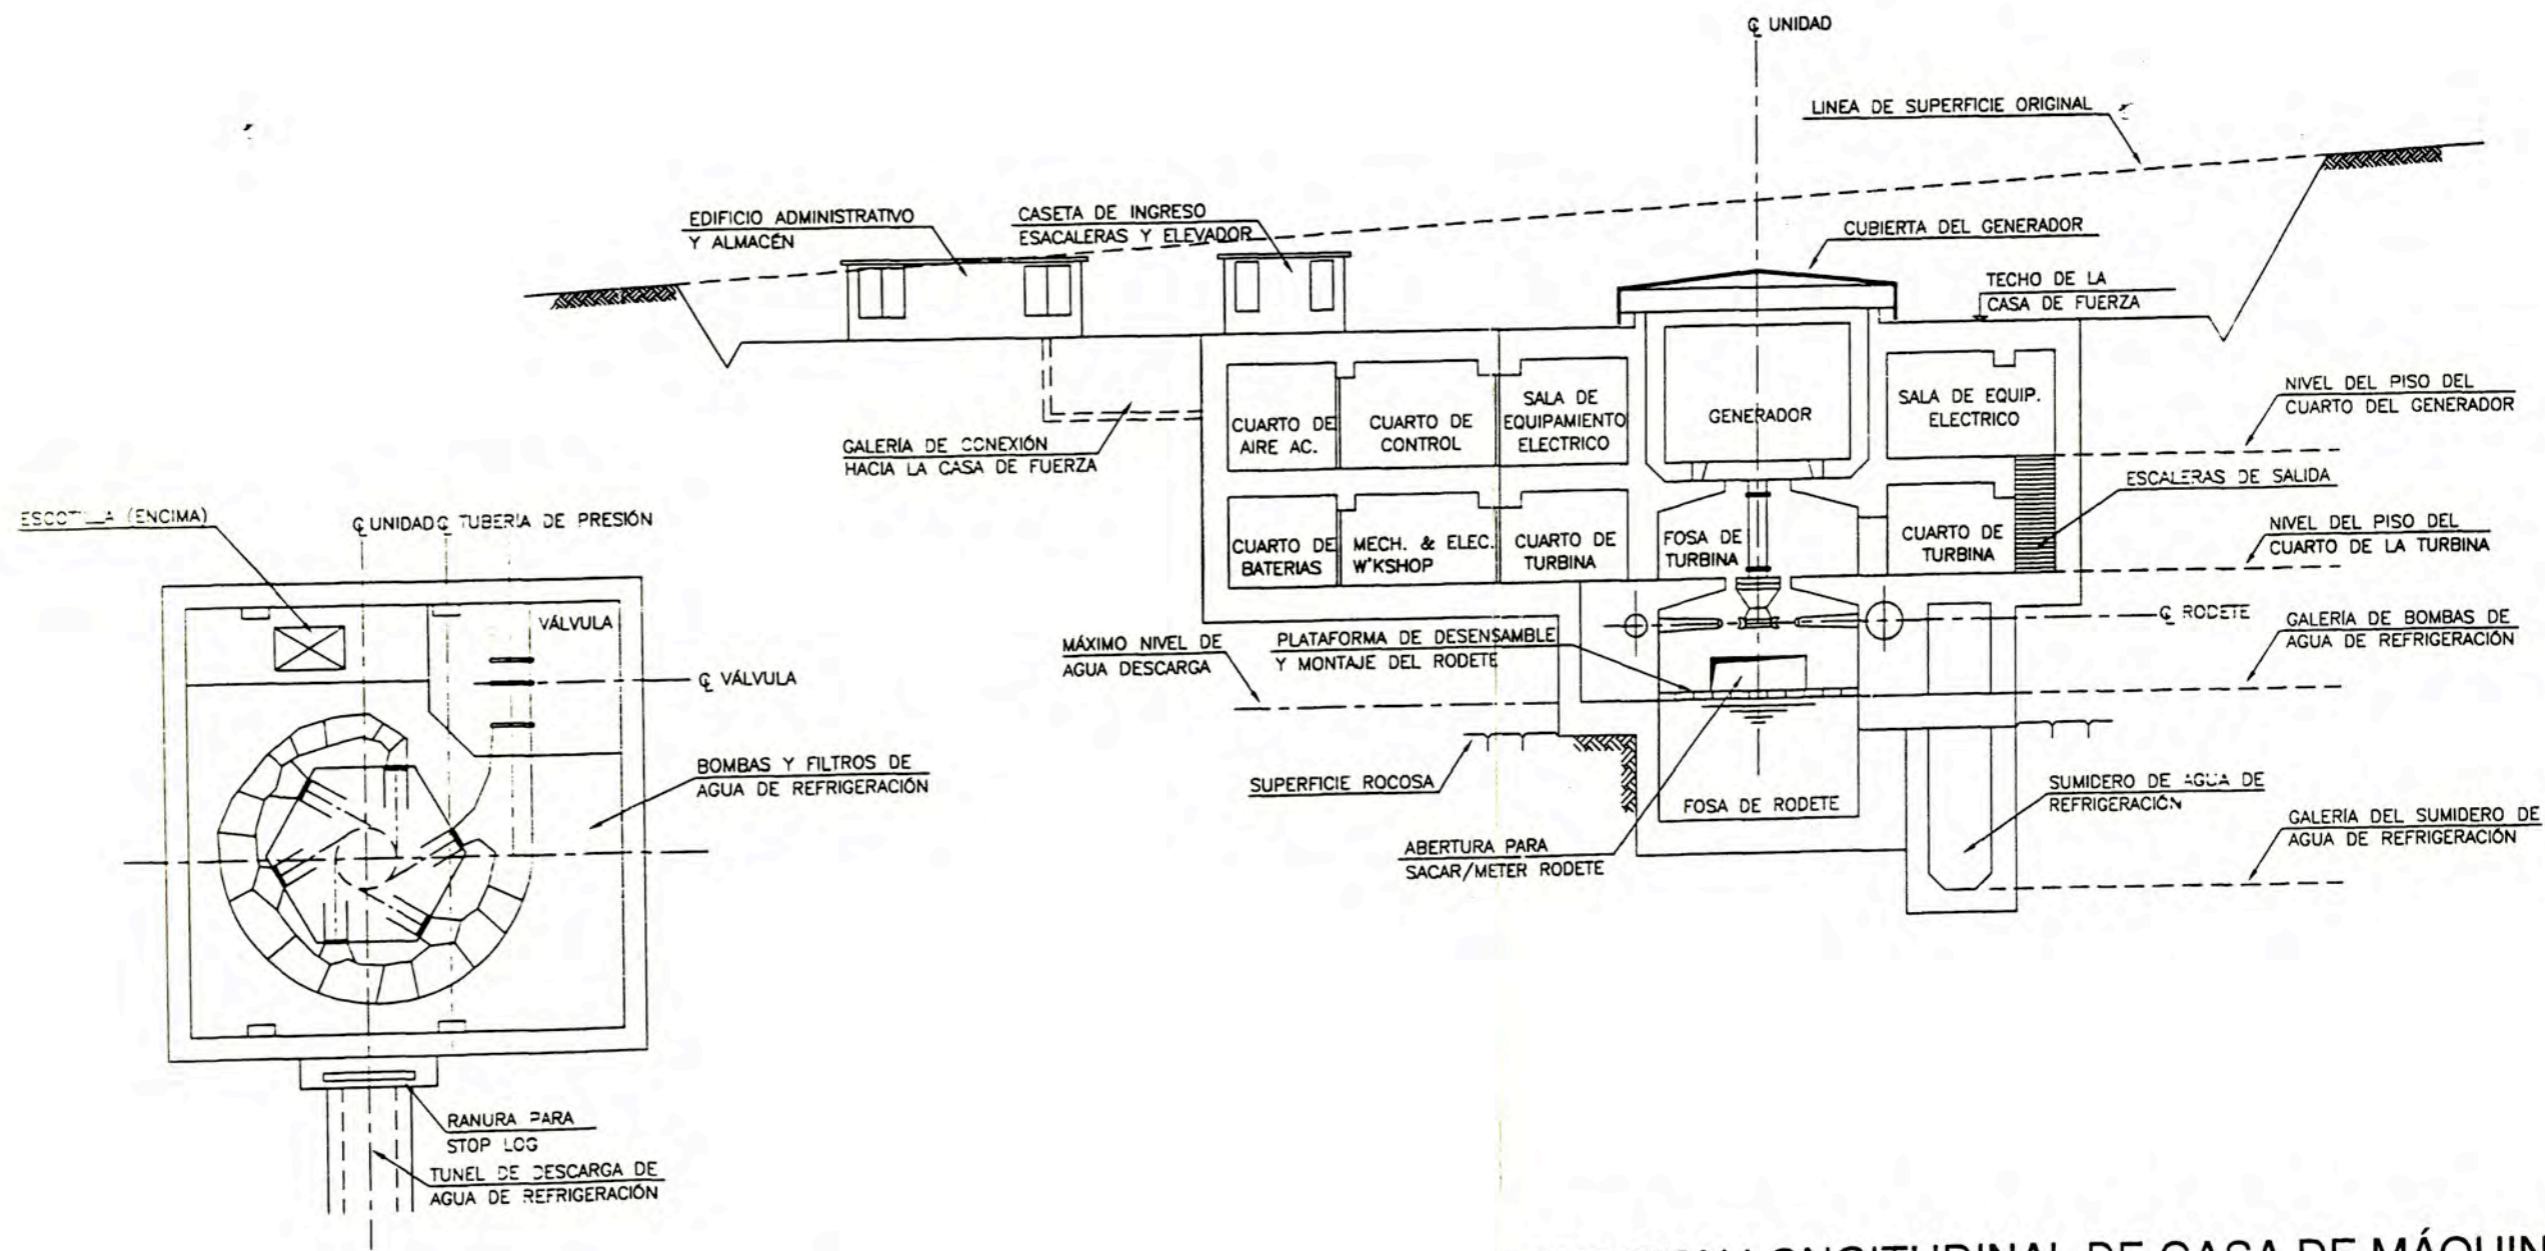 ℄ UNIDAD
LINEA DE SUPERFICIE ORIGINAL
EDIFICIO ADMINISTRATIVO
Y ALMACÉN
CASETA DE INGRESO
ESACALERAS Y ELEVADOR
CUBIERTA DEL GENERADOR
TECHO DE LA
CASA DE FUERZA
CUARTO DE
AIRE AC.
CUARTO DE
CONTROL
SALA DE
EQUIPAMIENTO
ELECTRICO
GENERADOR
SALA DE EQUIP.
ELECTRICO
NIVEL DEL PISO DEL
CUARTO DEL GENERADOR
GALERÍA DE CONEXIÓN
HACIA LA CASA DE FUERZA
ESCALERAS DE SALIDA
CUARTO DE
BATERIAS
MECH. & ELEC.
W'KSHOP
CUARTO DE
TURBINA
FOSA DE
TURBINA
CUARTO DE
TURBINA
NIVEL DEL PISO DEL
CUARTO DE LA TURBINA
℄ RODETE
MÁXIMO NIVEL DE
AGUA DESCARGA
PLATAFORMA DE DESENSAMBLE
Y MONTAJE DEL RODETE
GALERÍA DE BOMBAS DE
AGUA DE REFRIGERACIÓN
SUPERFICIE ROCOSA
FOSA DE RODETE
SUMIDERO DE AGUA DE
REFRIGERACIÓN
ABERTURA PARA
SACAR/METER RODETE
GALERIA DEL SUMIDERO DE
AGUA DE REFRIGERACIÓN
(ENCIMA)
℄ UNIDAD
℄ TUBERÍA DE PRESIÓN
VÁLVULA
℄ VÁLVULA
BOMBAS Y FILTROS DE
AGUA DE REFRIGERACIÓN
RANURA PARA
STOP LOG
TUNEL DE DESCARGA DE
AGUA DE REFRIGERACIÓN
LONGITUDINAL DE CASA DE